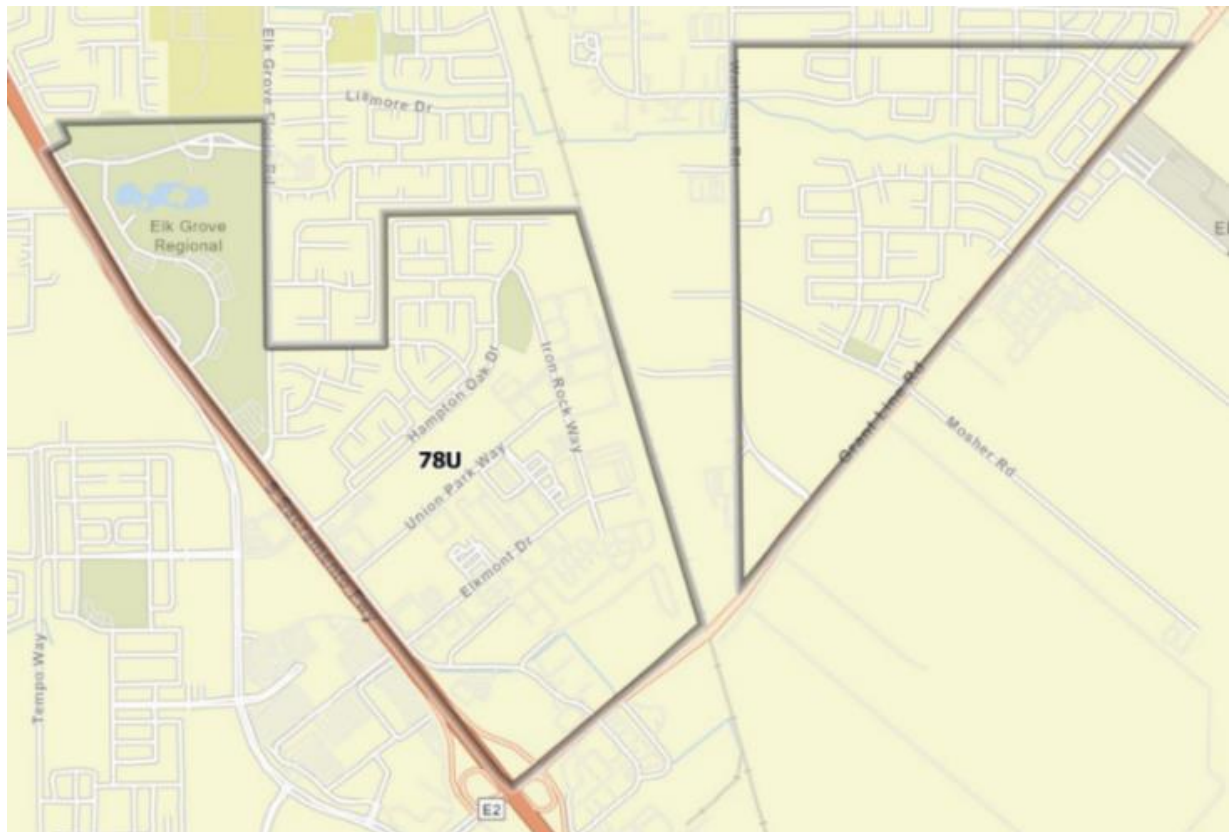 Lillmore Dr
Elk Grove
Regional
Hampton Oak Dr
Iron Rock Way
78U
Union Park Way
Elkmont Dr
Grant Line Rd
Mosher Rd
Tempo Way
E2